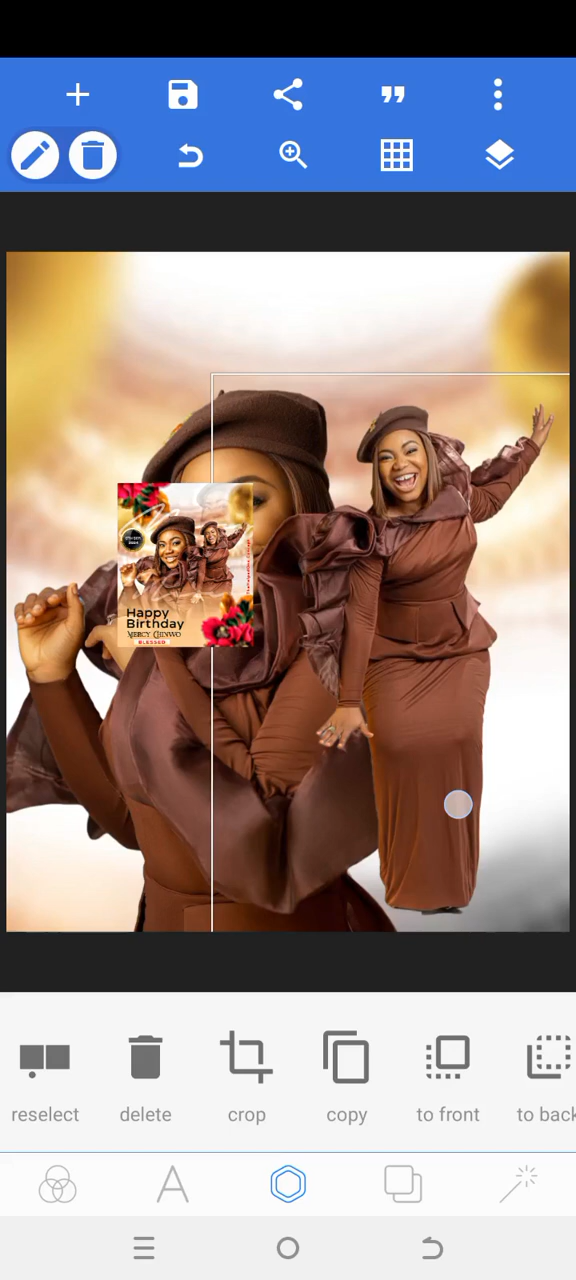 Happy
Birthday
MERCY CHINWO
BLESSED
reselect
delete
crop
copy
to front
to back